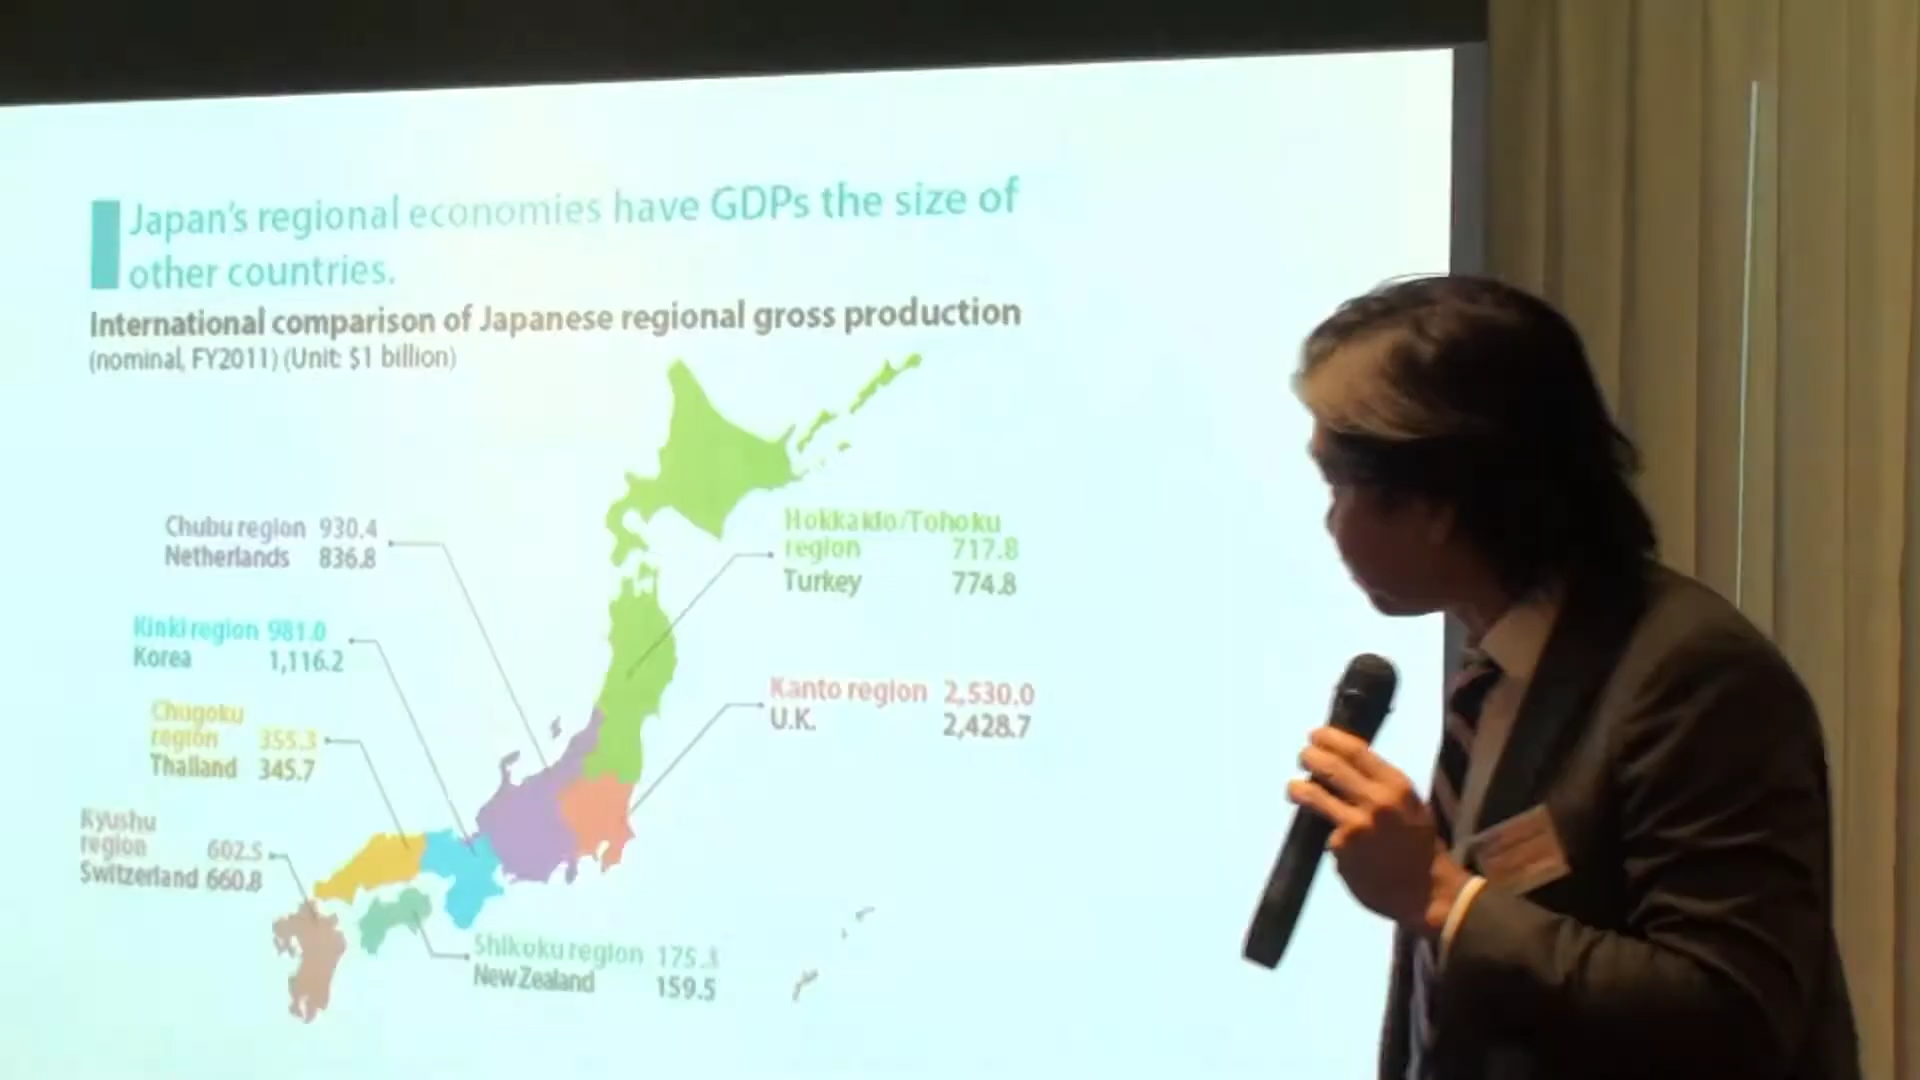 Japan's regional economies have GDPs the size of
other countries.
International comparison of Japanese regional gross production
(nominal, FY2011) (Unit: $1 billion)
Chubu region 930.4
Netherlands 836.8
Hokkaido/Tohoku
region 717.8
Turkey 774.8
Kinki region 981.0
Korea 1,116.2
Kanto region 2,530.0
U.K. 2,428.7
Chugoku
region 355.3
Thailand 345.7
Kyushu
region 602.5
Switzerland 660.8
Shikoku region 175.3
New Zealand 159.5